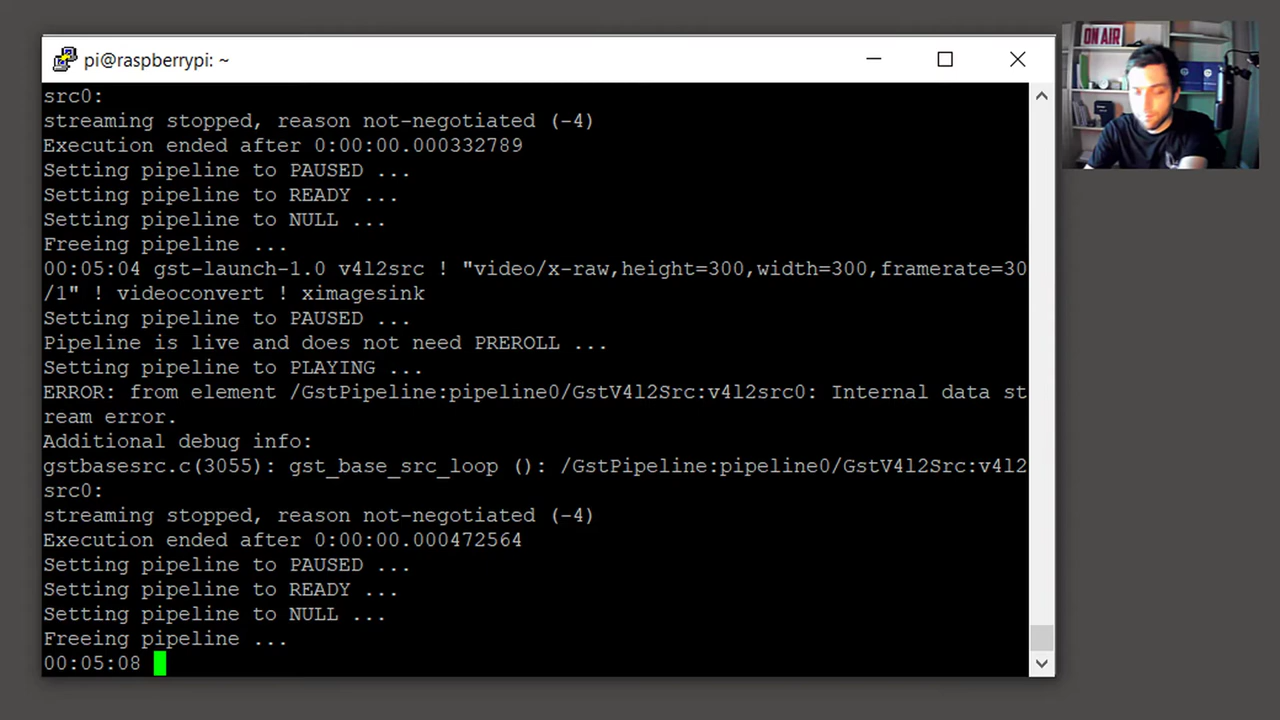 pi@raspberrypi: ~
ON AIR
src0:
streaming stopped, reason not-negotiated (-4)
Execution ended after 0:00:00.000332789
Setting pipeline to PAUSED ...
Setting pipeline to READY ...
Setting pipeline to NULL ...
Freeing pipeline ...
00:05:04 gst-launch-1.0 v4l2src ! "video/x-raw,height=300,width=300,framerate=30
/1" ! videoconvert ! ximagesink
Setting pipeline to PAUSED ...
Pipeline is live and does not need PREROLL ...
Setting pipeline to PLAYING ...
ERROR: from element /GstPipeline:pipeline0/GstV4l2Src:v4l2src0: Internal data st
ream error.
Additional debug info:
gstbasesrc.c(3055): gst_base_src_loop (): /GstPipeline:pipeline0/GstV4l2Src:v4l2
src0:
streaming stopped, reason not-negotiated (-4)
Execution ended after 0:00:00.000472564
Setting pipeline to PAUSED ...
Setting pipeline to READY ...
Setting pipeline to NULL ...
Freeing pipeline ...
00:05:08